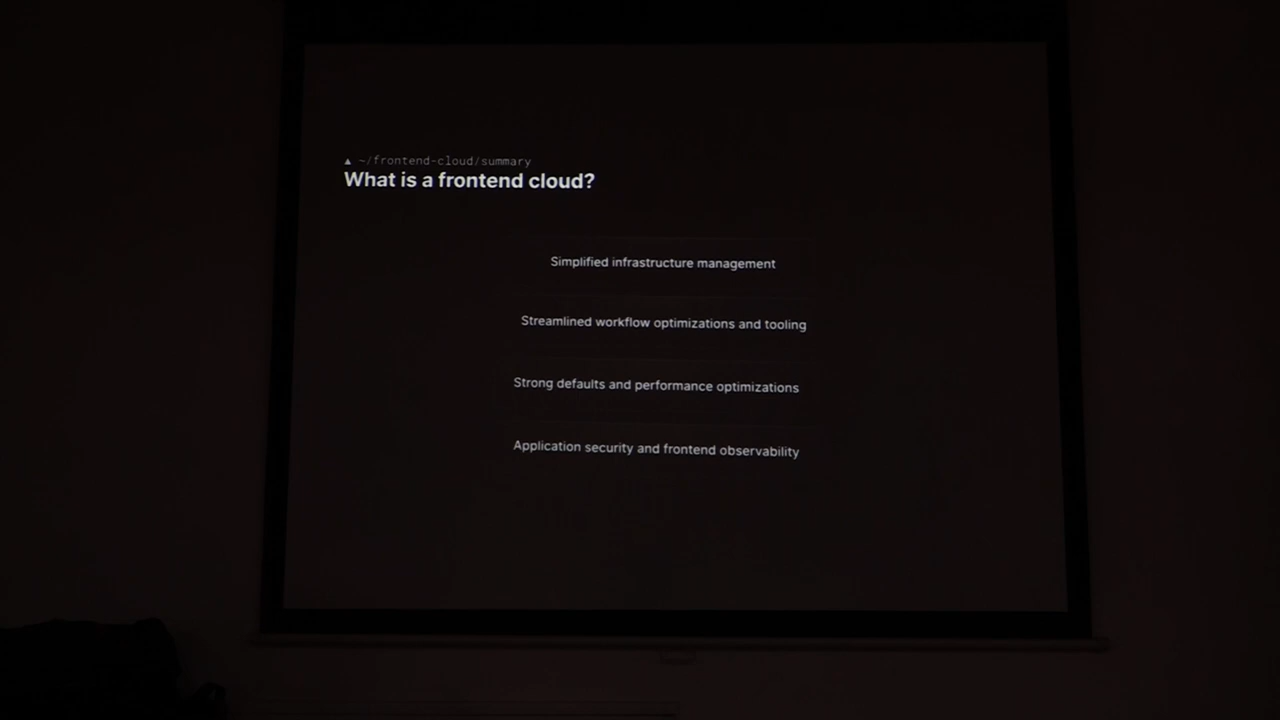 ▲ ~/frontend-cloud/summary
What is a frontend cloud?
Simplified infrastructure management
Streamlined workflow optimizations and tooling
Strong defaults and performance optimizations
Application security and frontend observability